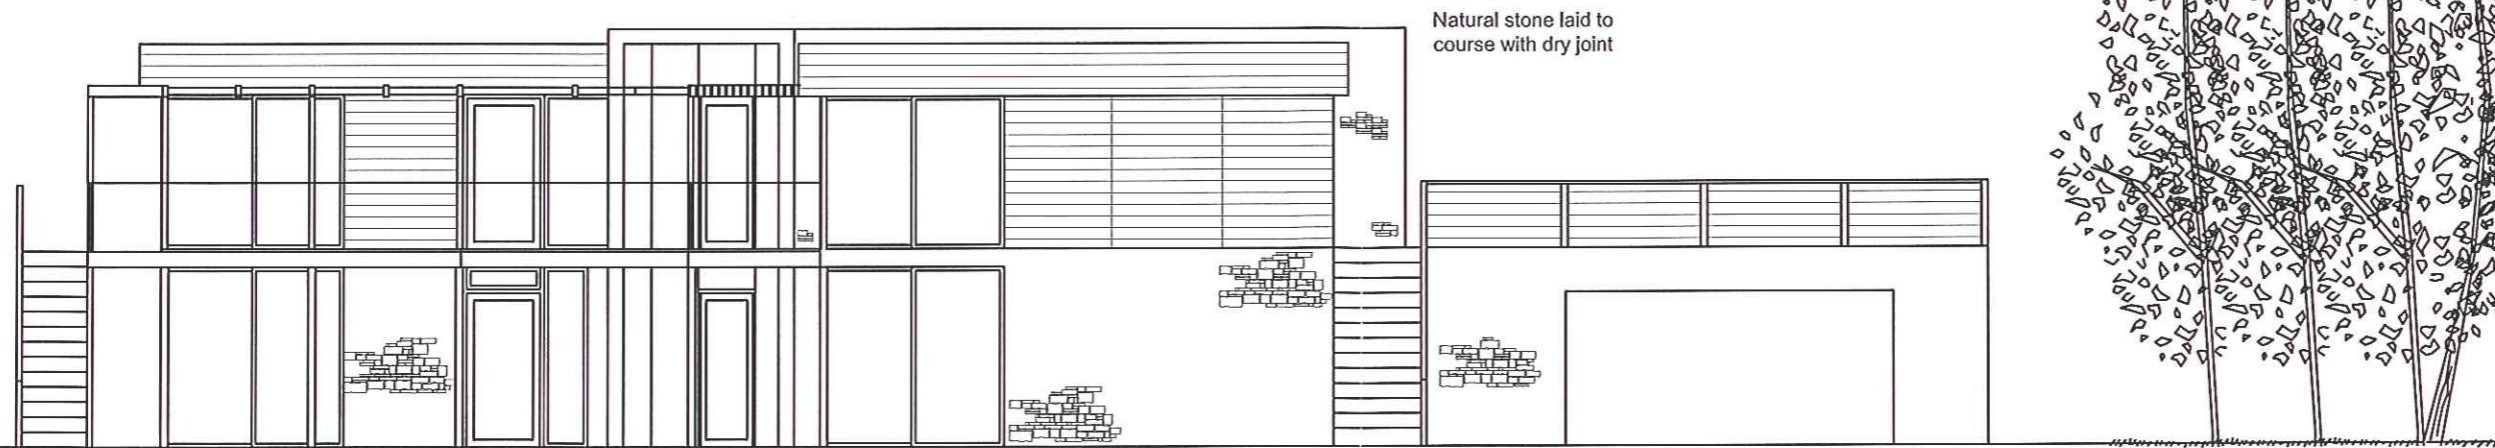 Natural stone laid to
course with dry joint